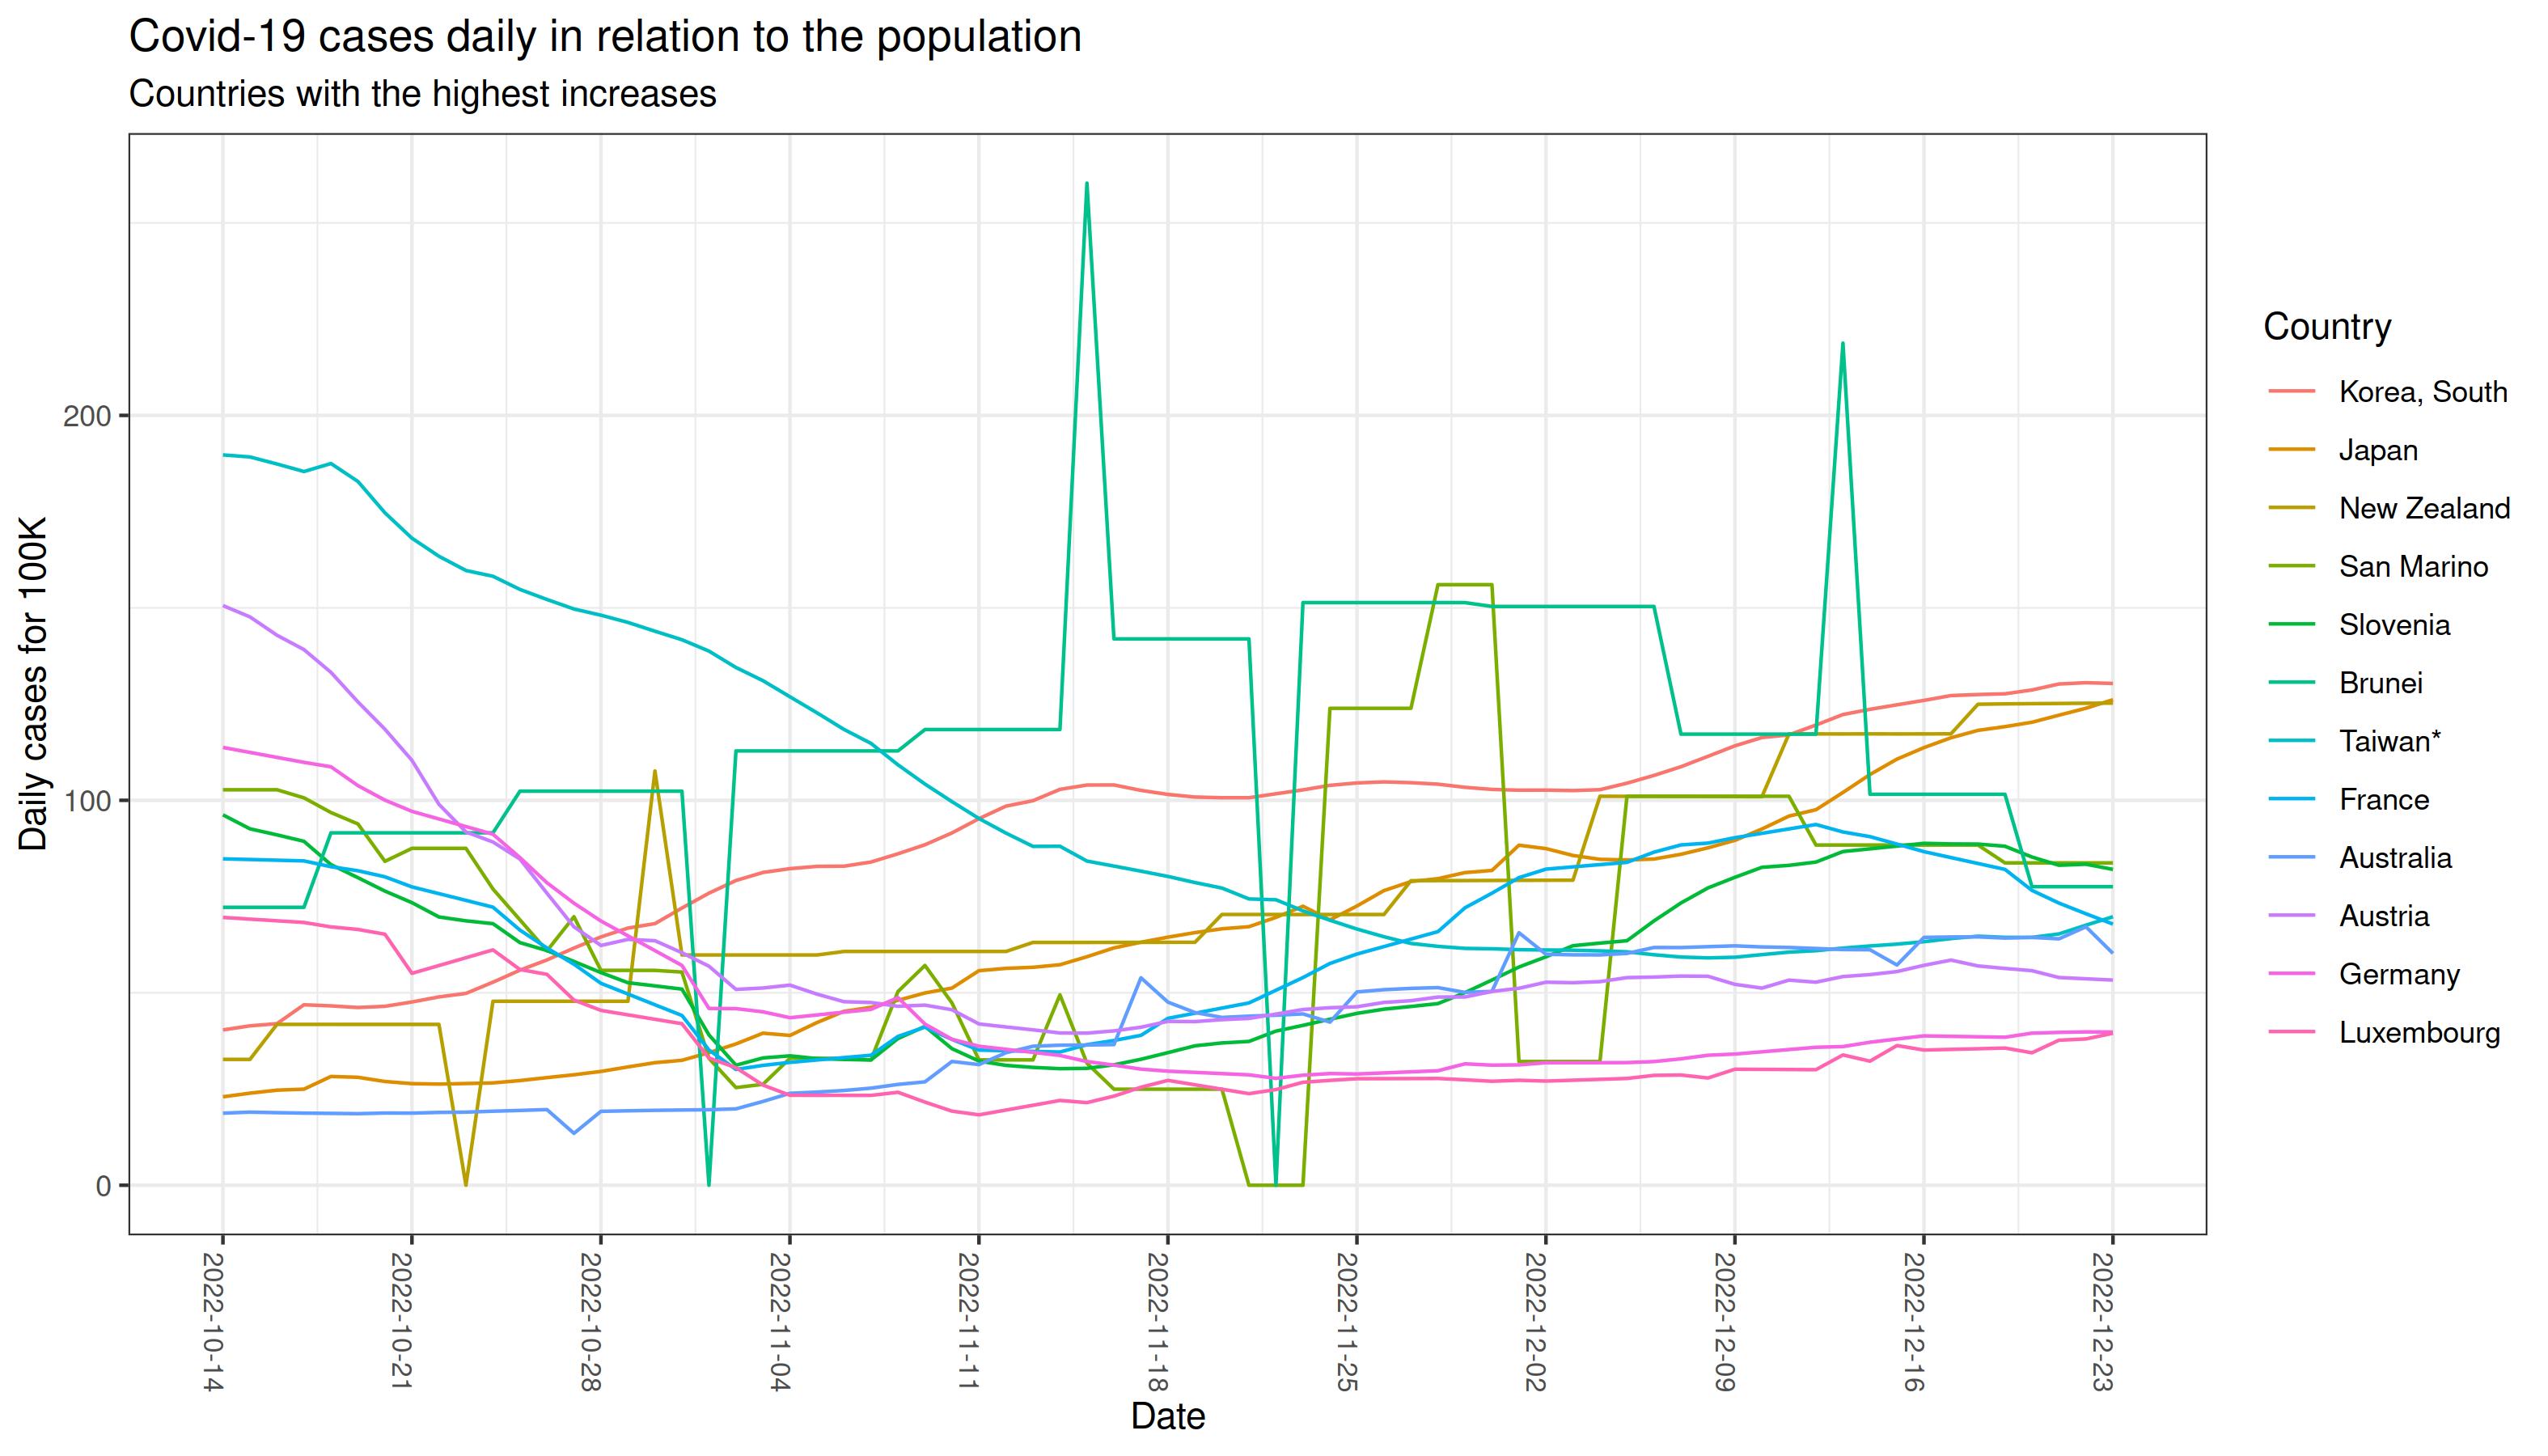 Covid-19 cases daily in relation to the population
Countries with the highest increases
Daily cases for 100K
200
100
0
2022-10-14
2022-10-21
2022-10-28
2022-11-04
2022-11-11
2022-11-18
2022-11-25
2022-12-02
2022-12-09
2022-12-16
2022-12-23
Date
Country
Korea, South
Japan
New Zealand
San Marino
Slovenia
Brunei
Taiwan*
France
Australia
Austria
Germany
Luxembourg